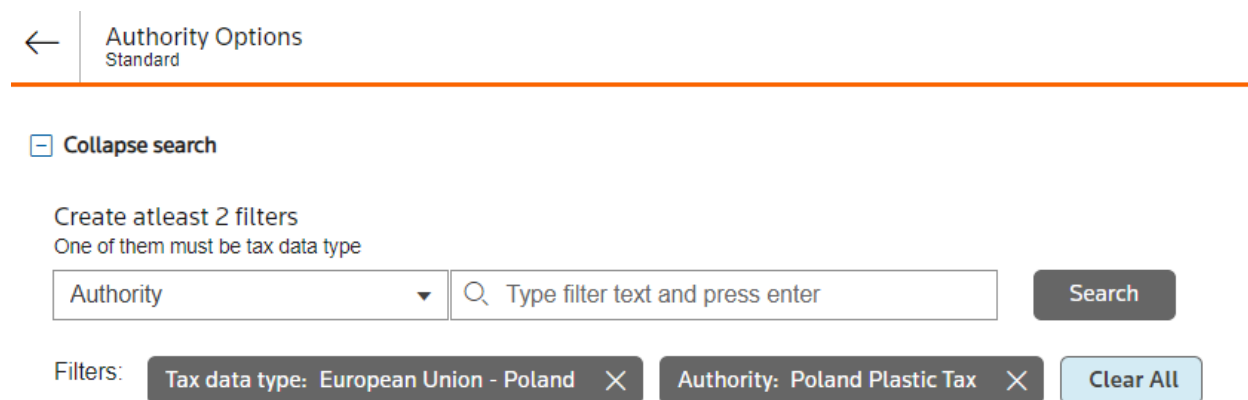 Authority Options
Standard
Collapse search
Create atleast 2 filters
One of them must be tax data type
Authority
Type filter text and press enter
Search
Filters:
Tax data type: European Union - Poland
Authority: Poland Plastic Tax
Clear All